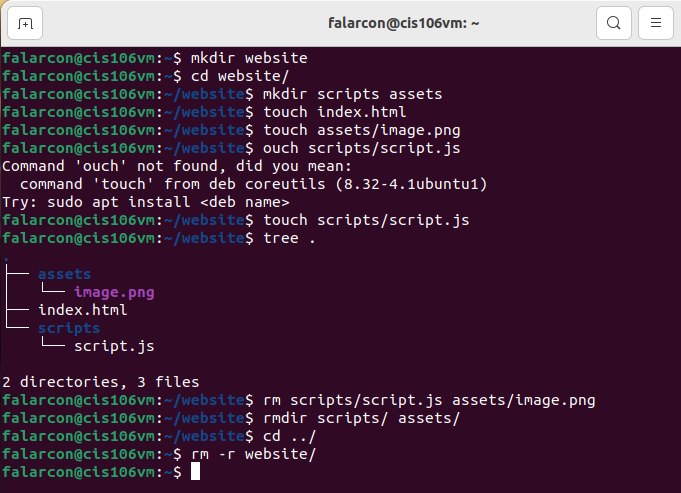 falarcon@cis106vm: ~
falarcon@cis106vm:~$ mkdir website
falarcon@cis106vm:~$ cd website/
falarcon@cis106vm:~/website$ mkdir scripts assets
falarcon@cis106vm:~/website$ touch index.html
falarcon@cis106vm:~/website$ touch assets/image.png
falarcon@cis106vm:~/website$ ouch scripts/script.js
Command 'ouch' not found, did you mean:
  command 'touch' from deb coreutils (8.32-4.1ubuntu1)
Try: sudo apt install <deb name>
falarcon@cis106vm:~/website$ touch scripts/script.js
falarcon@cis106vm:~/website$ tree .
.
├── assets
│   └── image.png
├── index.html
└── scripts
    └── script.js
2 directories, 3 files
falarcon@cis106vm:~/website$ rm scripts/script.js assets/image.png
falarcon@cis106vm:~/website$ rmdir scripts/ assets/
falarcon@cis106vm:~/website$ cd ../
falarcon@cis106vm:~$ rm -r website/
falarcon@cis106vm:~$